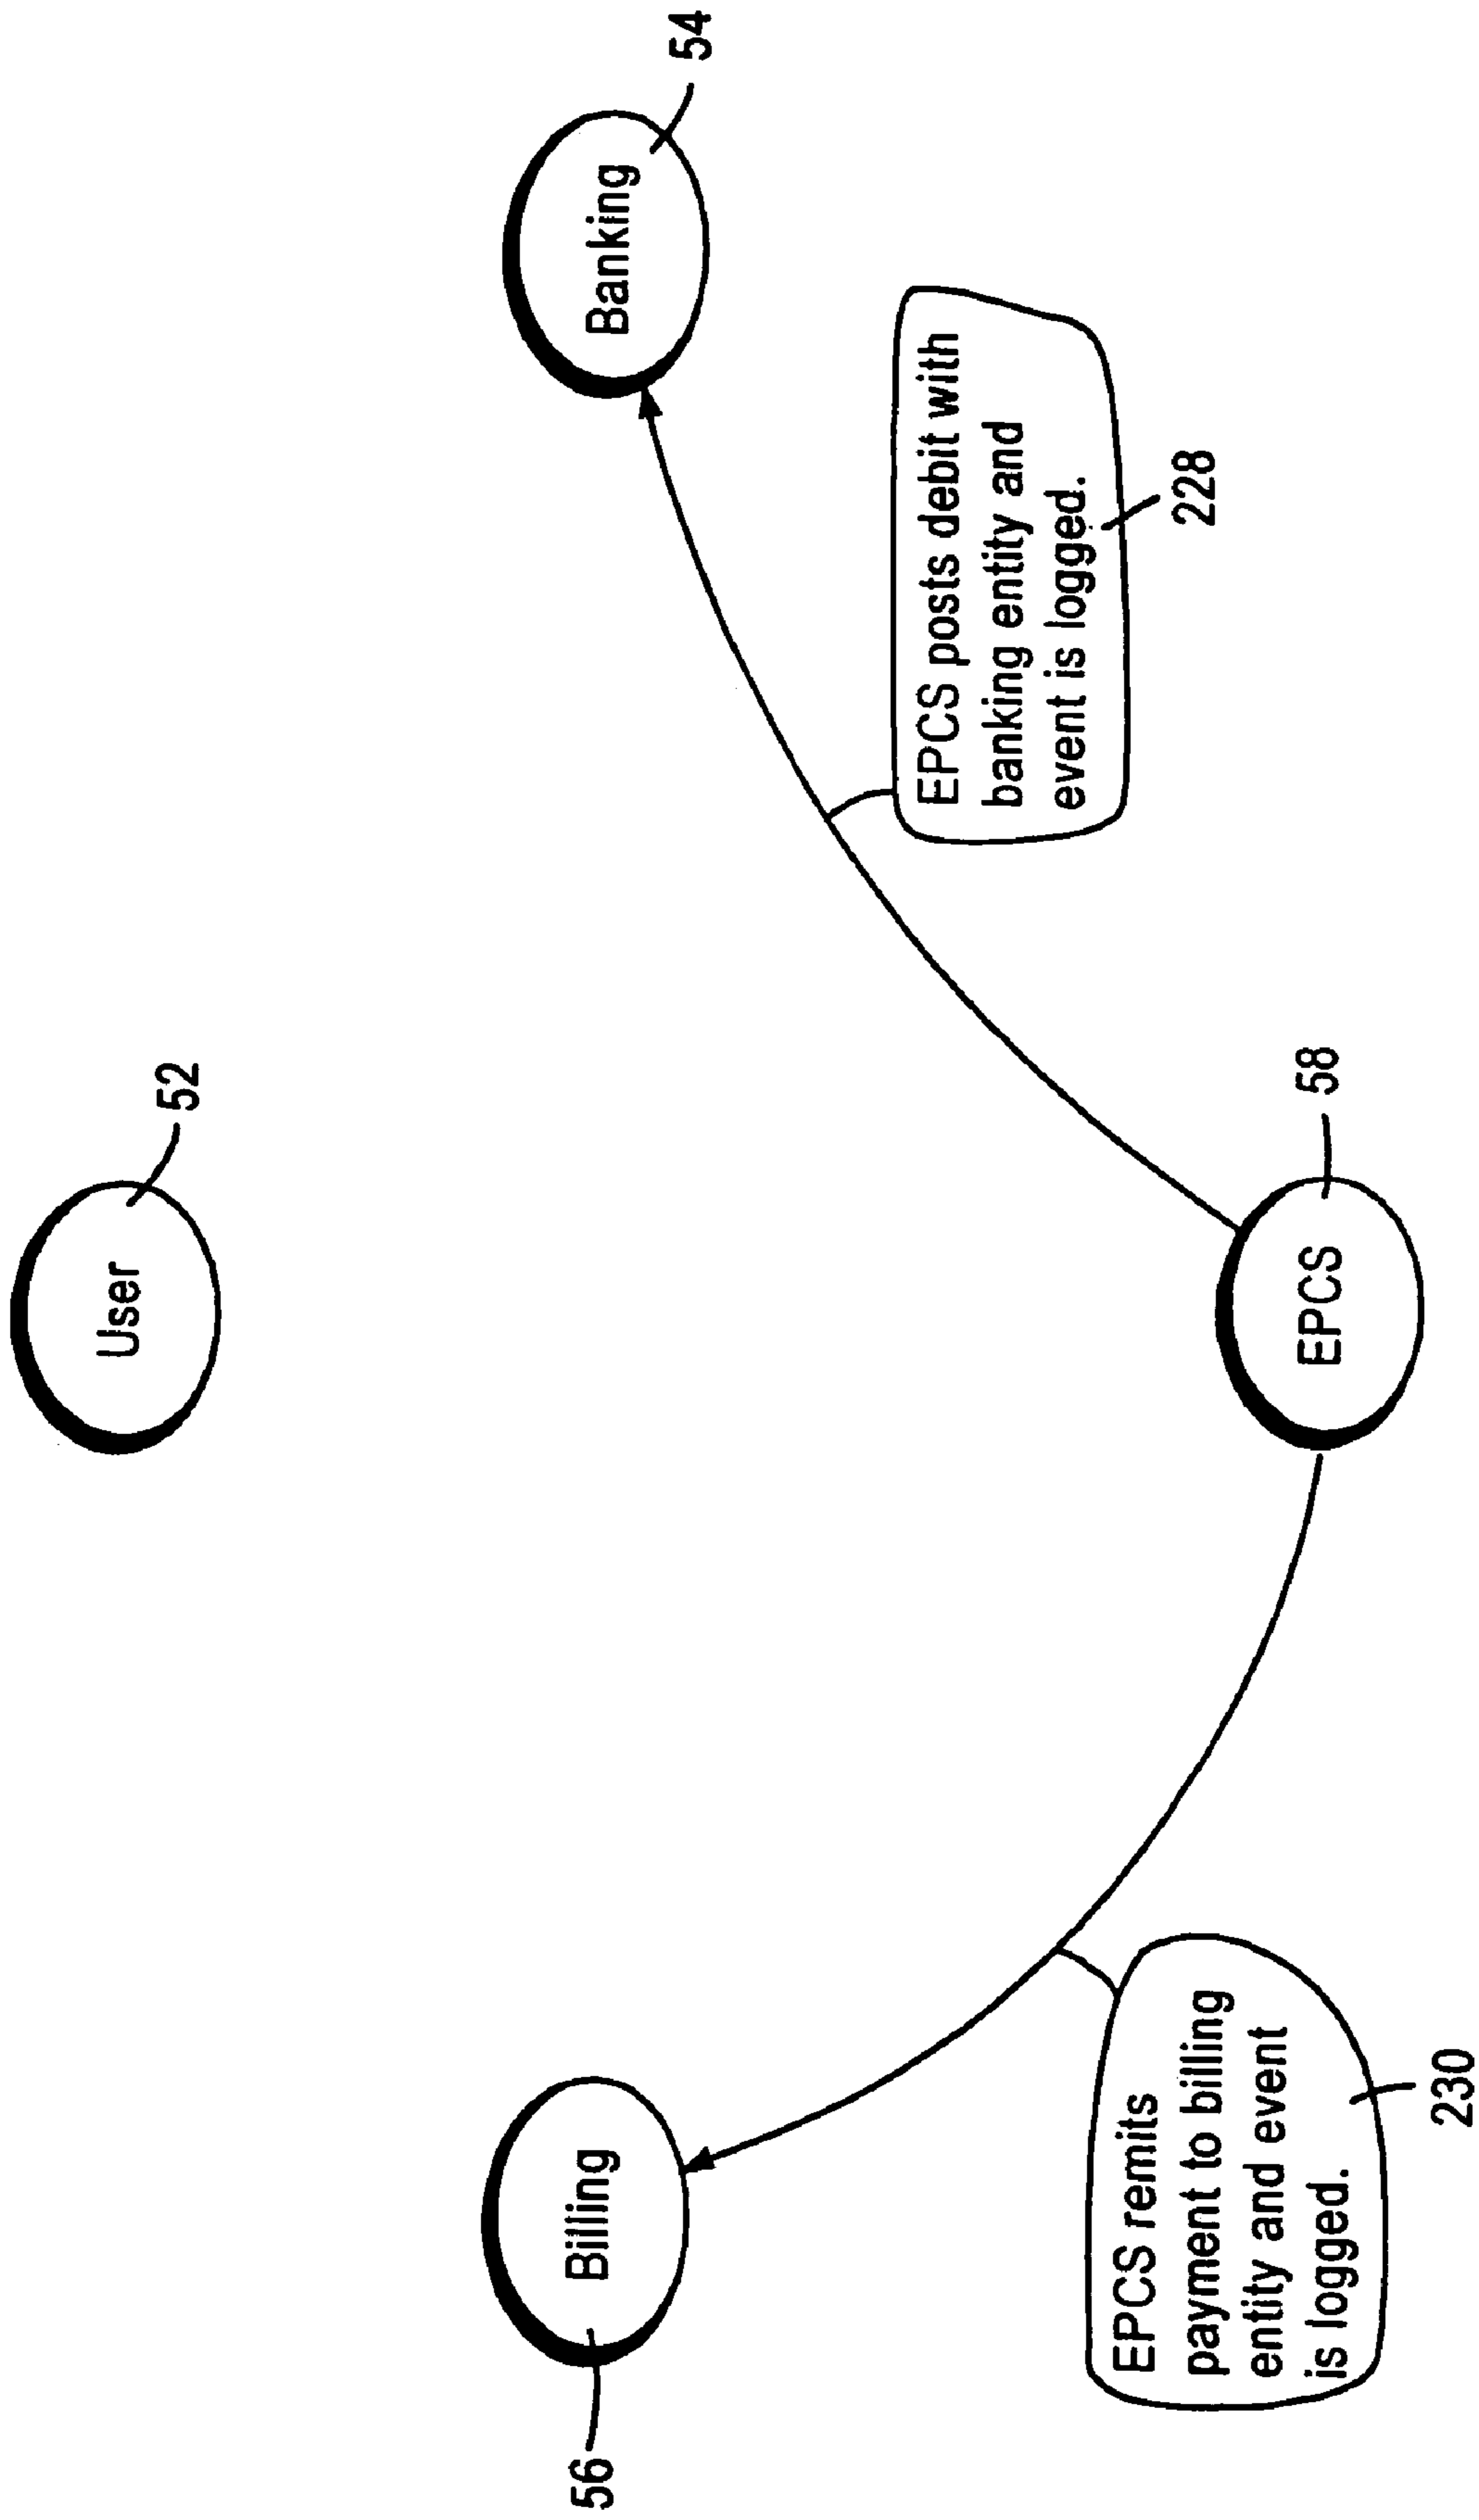 User
52
Billing
56
Banking
54
EPCS posts debit with
banking entity and
event is logged.
228
EPCS
58
EPCS remits
payment to billing
entity and event
is logged.
230